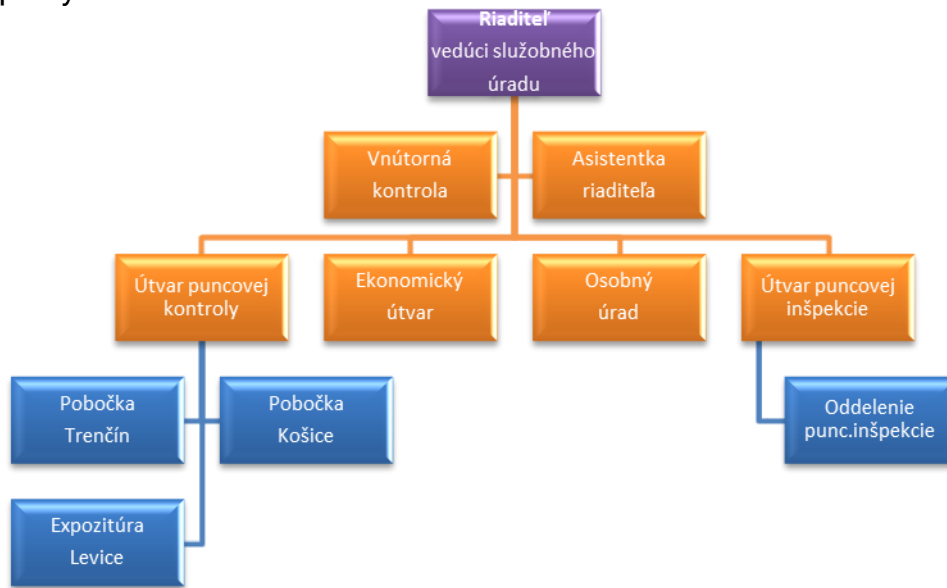 Riaditeľ
vedúci služobného
úradu
Vnútorná
kontrola
Asistentka
riaditeľa
Útvar puncovej
kontroly
Ekonomický
útvar
Osobný
úrad
Útvar puncovej
inšpekcie
Pobočka
Trenčín
Pobočka
Košice
Oddelenie
punc.inšpekcie
Expozitúra
Levice